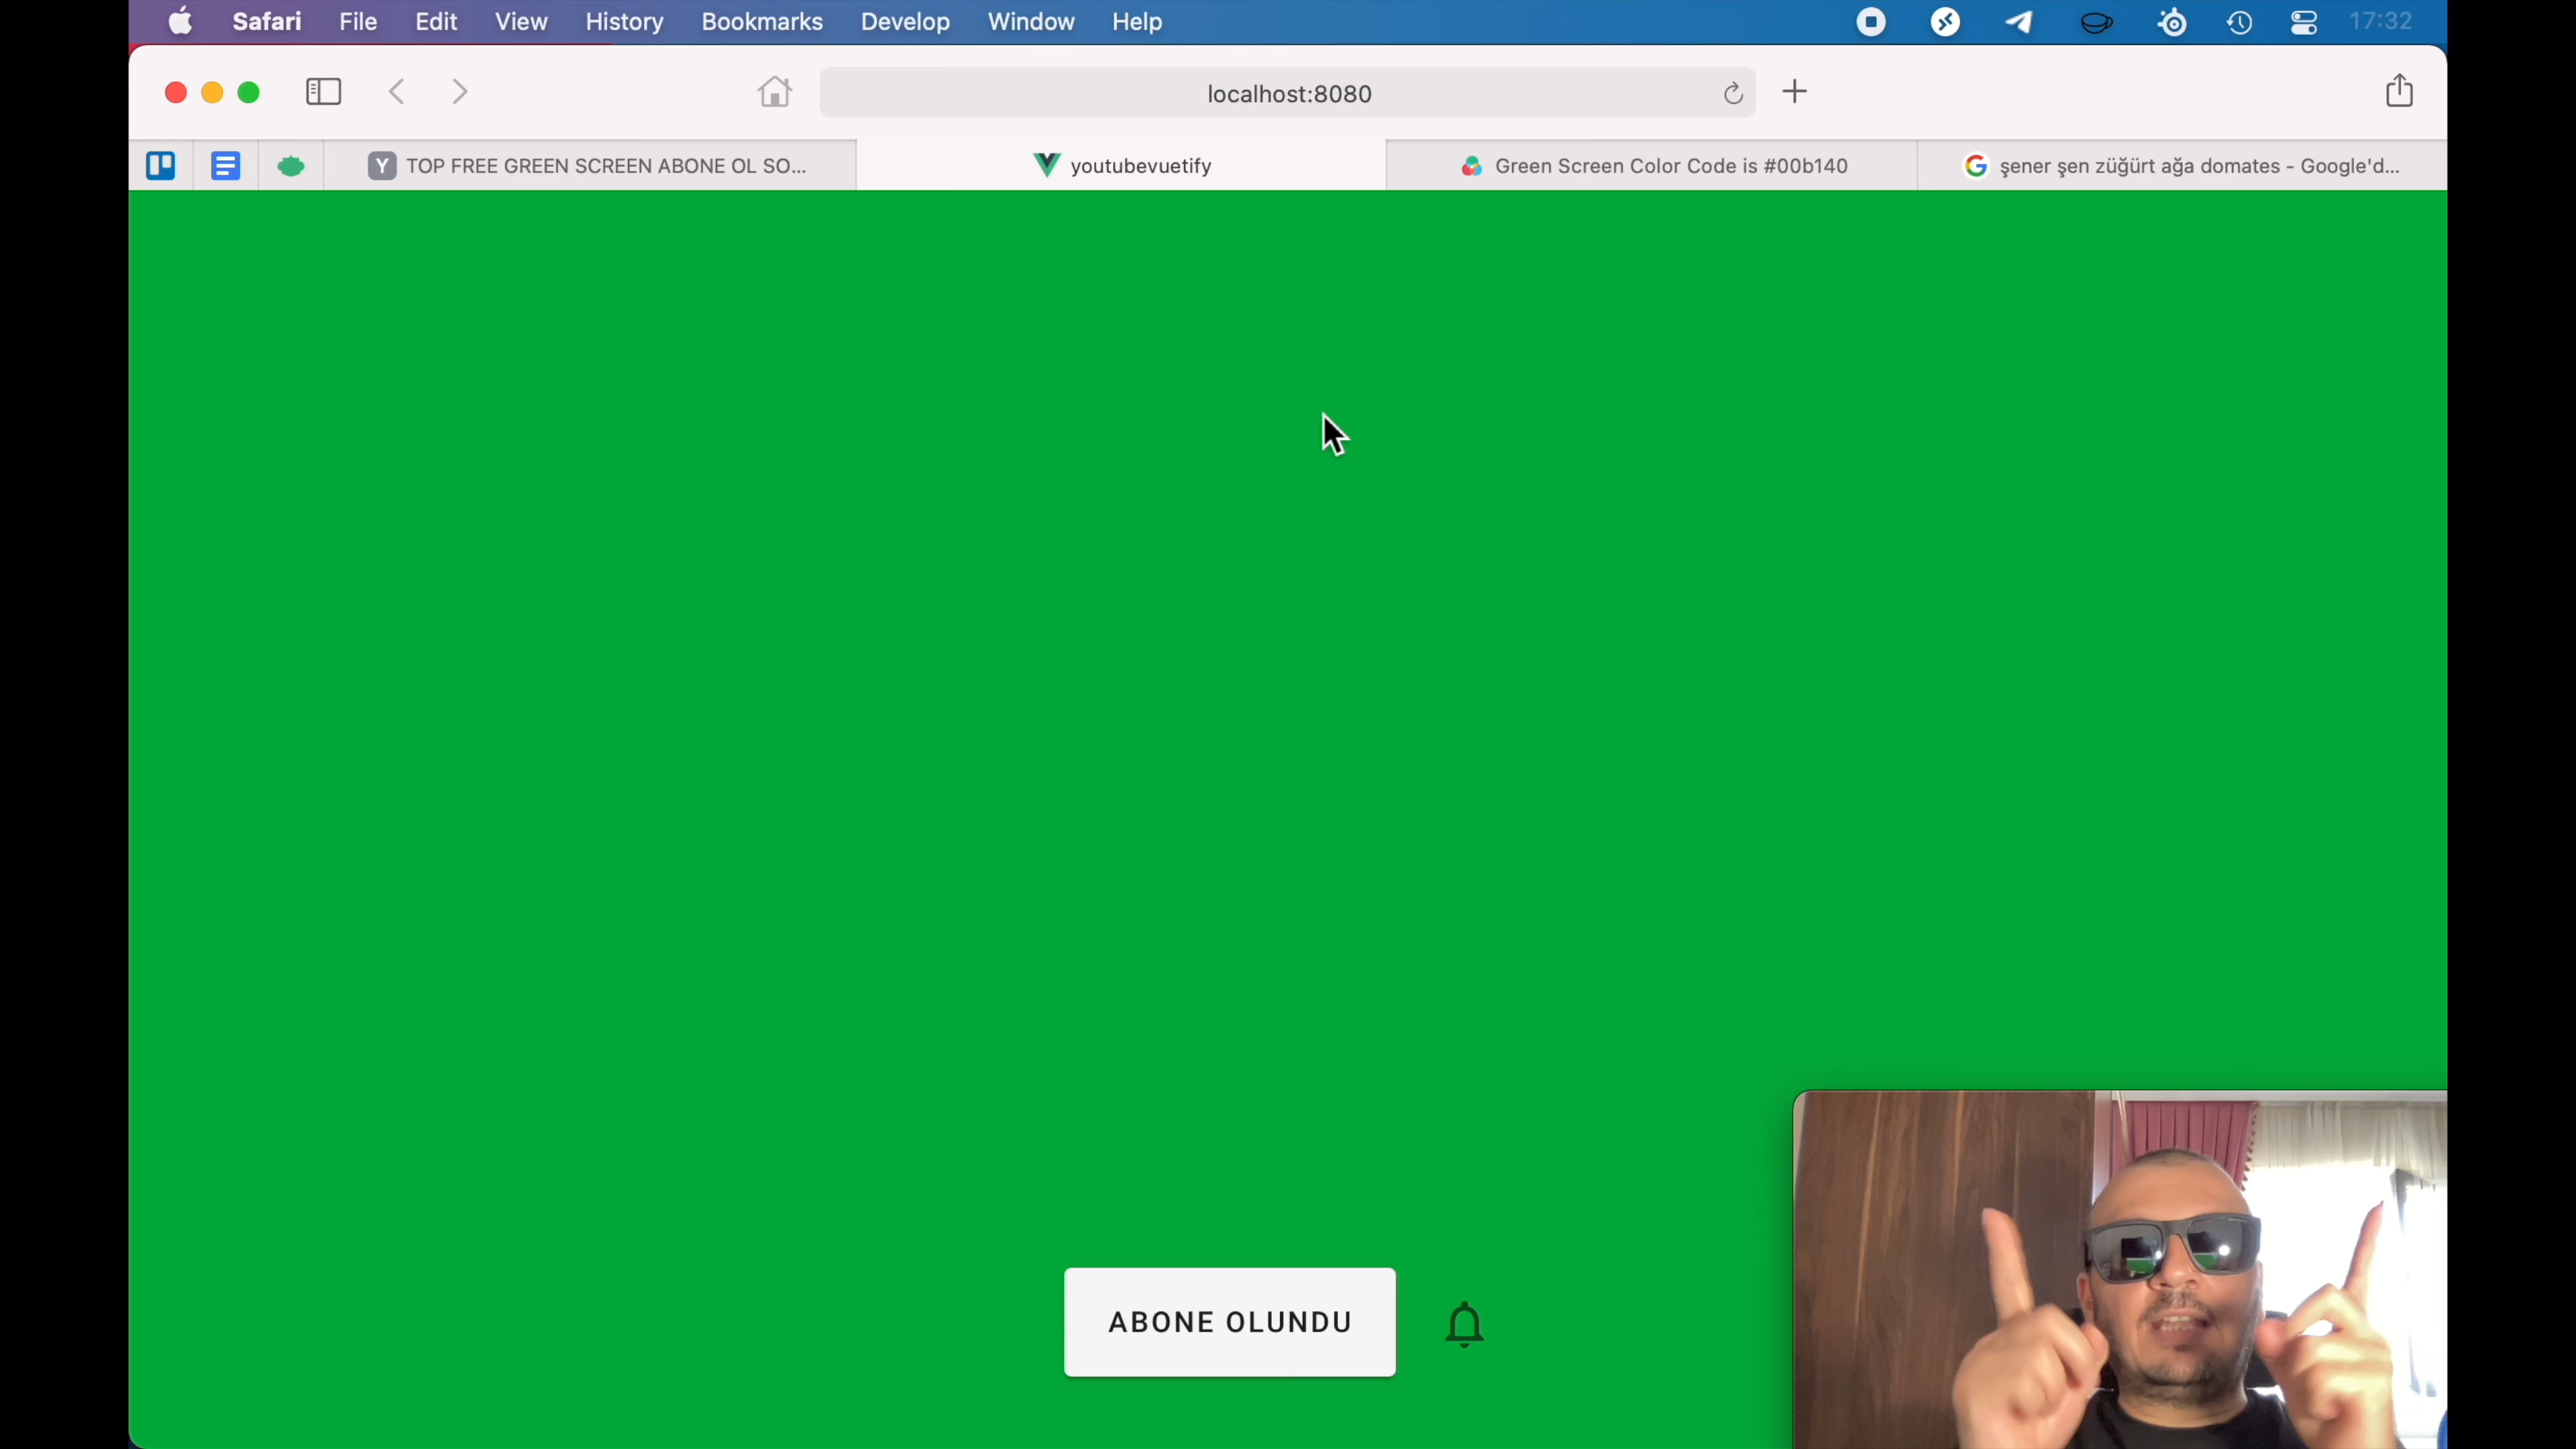 Safari File Edit View History Bookmarks Develop Window Help 17:32
localhost:8080
Y TOP FREE GREEN SCREEN ABONE OL SO... youtubevuetify Green Screen Color Code is #00b140 G şener şen züğürt ağa domates - Google'd...
ABONE OLUNDU